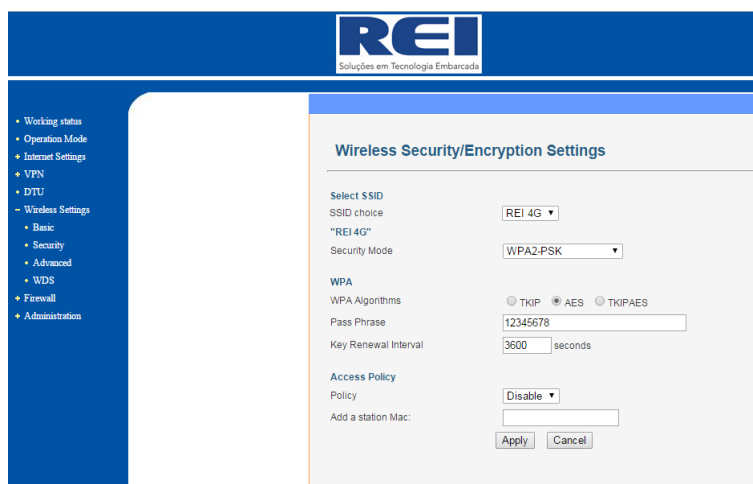 REI
Soluções em Tecnologia Embarcada
Working status
Operation Mode
Internet Settings
VPN
DTU
Wireless Settings
Basic
Security
Advanced
WDS
Firewall
Administration
Wireless Security/Encryption Settings
Select SSID
SSID choice REI 4G
"REI 4G"
Security Mode WPA2-PSK
WPA
WPA Algorithms TKIP AES TKIPAES
Pass Phrase 12345678
Key Renewal Interval 3600 seconds
Access Policy
Policy Disable
Add a station Mac:
Apply Cancel